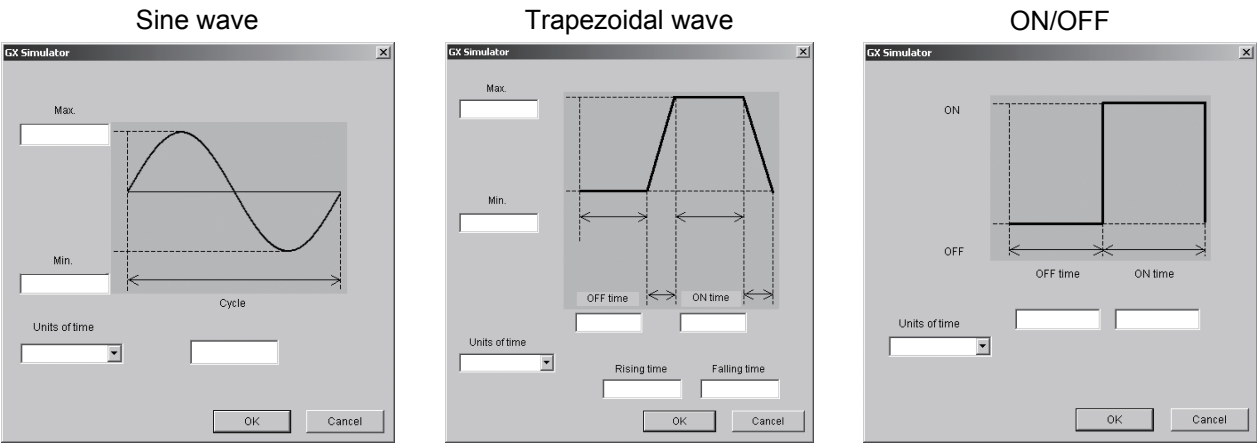 Sine wave
GX Simulator
Max.
Min.
Cycle
Units of time
OK Cancel
Trapezoidal wave
GX Simulator
Max.
Min.
OFF time ON time
Units of time
Rising time Falling time
OK Cancel
ON/OFF
GX Simulator
ON
OFF
OFF time ON time
Units of time
OK Cancel